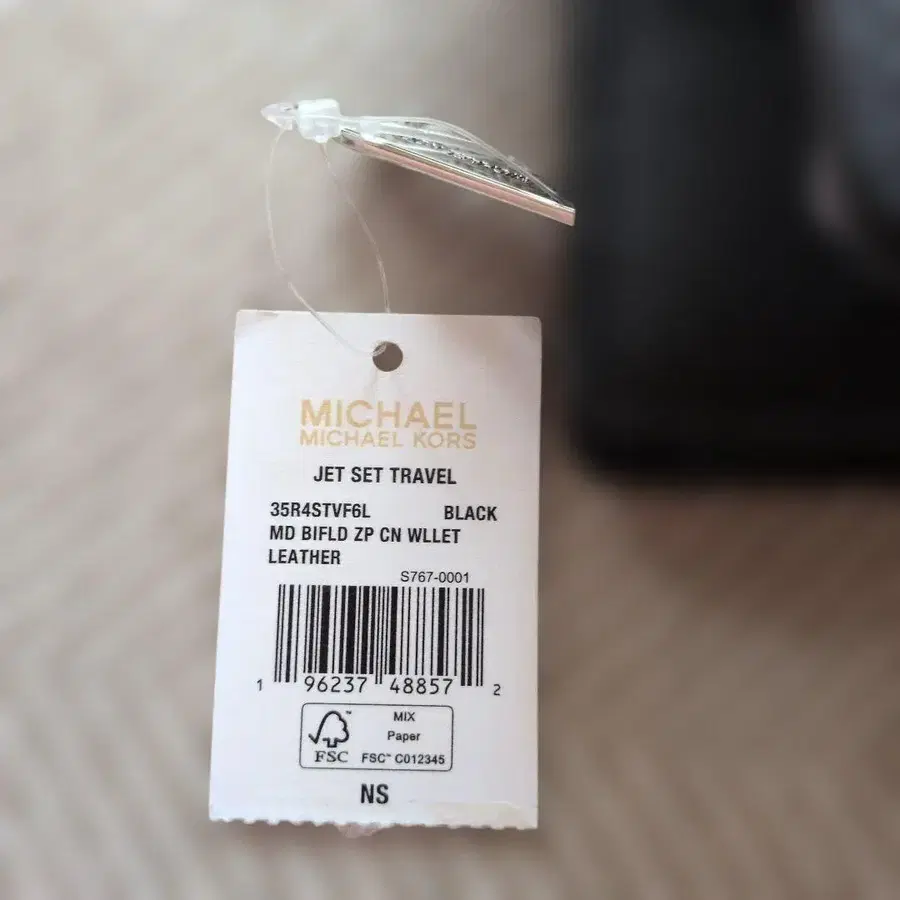 MICHAEL
MICHAEL KORS
JET SET TRAVEL
35R4STVF6L BLACK
MD BIFLD ZP CN WLLET
LEATHER
S767-0001
1 96237 48857 2
FSC
MIX
Paper
FSC™ C012345
NS